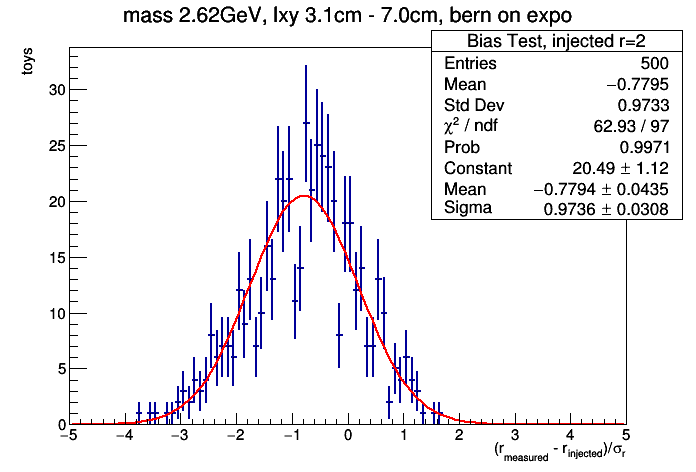 mass 2.62GeV, lxy 3.1cm - 7.0cm, bern on expo
toys
Bias Test, injected r=2
Entries 500
Mean −0.7795
Std Dev 0.9733
χ² / ndf 62.93 / 97
Prob 0.9971
Constant 20.49 ± 1.12
Mean −0.7794 ± 0.0435
Sigma 0.9736 ± 0.0308
30
25
20
15
10
5
0
−5 −4 −3 −2 −1 0 1 2 3 4 5
(r_measured - r_injected)/σ_r